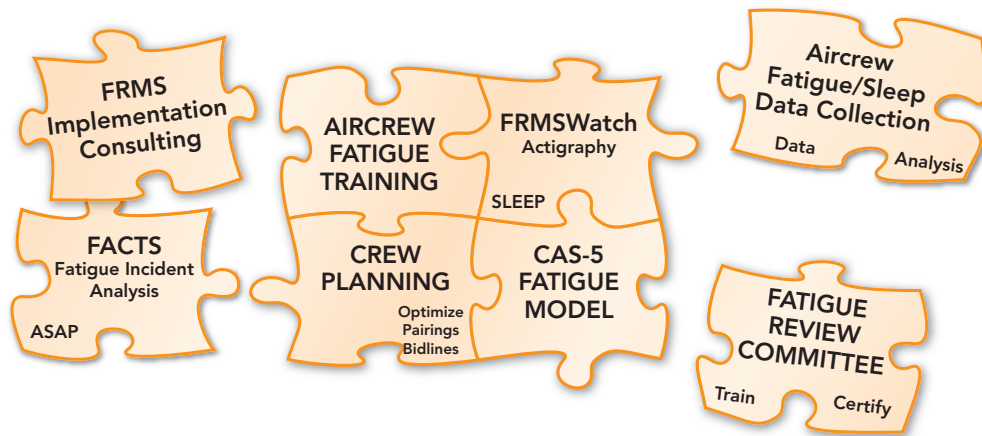 FRMS
Implementation
Consulting
FACTS
Fatigue Incident
Analysis
ASAP
AIRCREW
FATIGUE
TRAINING
FRMSWatch
Actigraphy
SLEEP
CREW
PLANNING
Optimize
Pairings
Bidlines
CAS-5
FATIGUE
MODEL
Aircrew
Fatigue/Sleep
Data Collection
Data
Analysis
FATIGUE
REVIEW
COMMITTEE
Train
Certify